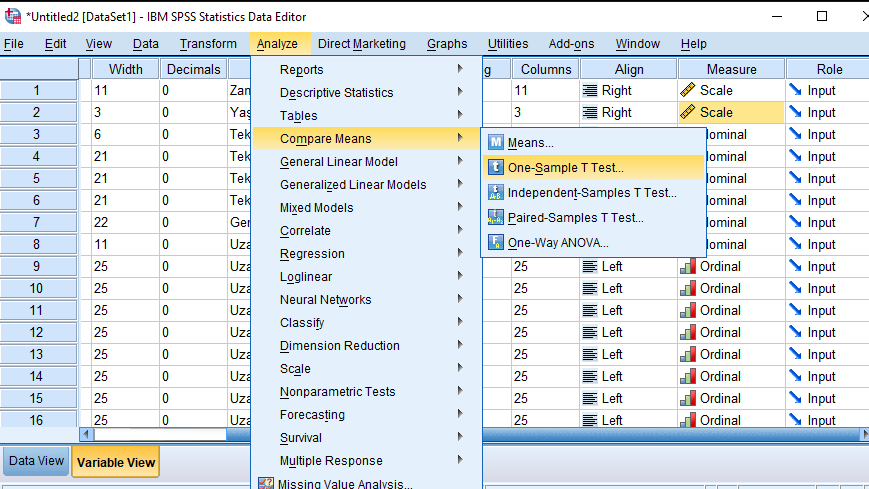 *Untitled2 [DataSet1] - IBM SPSS Statistics Data Editor
File Edit View Data Transform Analyze Direct Marketing Graphs Utilities Add-ons Window Help
Width Decimals g Columns Align Measure Role
1 11 0 Zan 11 Right Scale Input
2 3 0 Yaş 3 Right Scale Input
3 6 0 Tek Nominal Input
4 21 0 Tek Nominal Input
5 21 0 Tek Nominal Input
6 21 0 Tek Nominal Input
7 22 0 Ger Nominal Input
8 11 0 Uza Nominal Input
9 25 0 Uza 25 Left Ordinal Input
10 25 0 Uza 25 Left Ordinal Input
11 25 0 Uza 25 Left Ordinal Input
12 25 0 Uza 25 Left Ordinal Input
13 25 0 Uza 25 Left Ordinal Input
14 25 0 Uza 25 Left Ordinal Input
15 25 0 Uza 25 Left Ordinal Input
16 25 0 Uza 25 Left Ordinal Input
Reports
Descriptive Statistics
Tables
Compare Means
General Linear Model
Generalized Linear Models
Mixed Models
Correlate
Regression
Loglinear
Neural Networks
Classify
Dimension Reduction
Scale
Nonparametric Tests
Forecasting
Survival
Multiple Response
Missing Value Analysis...
Means...
One-Sample T Test...
Independent-Samples T Test...
Paired-Samples T Test...
One-Way ANOVA...
Data View Variable View